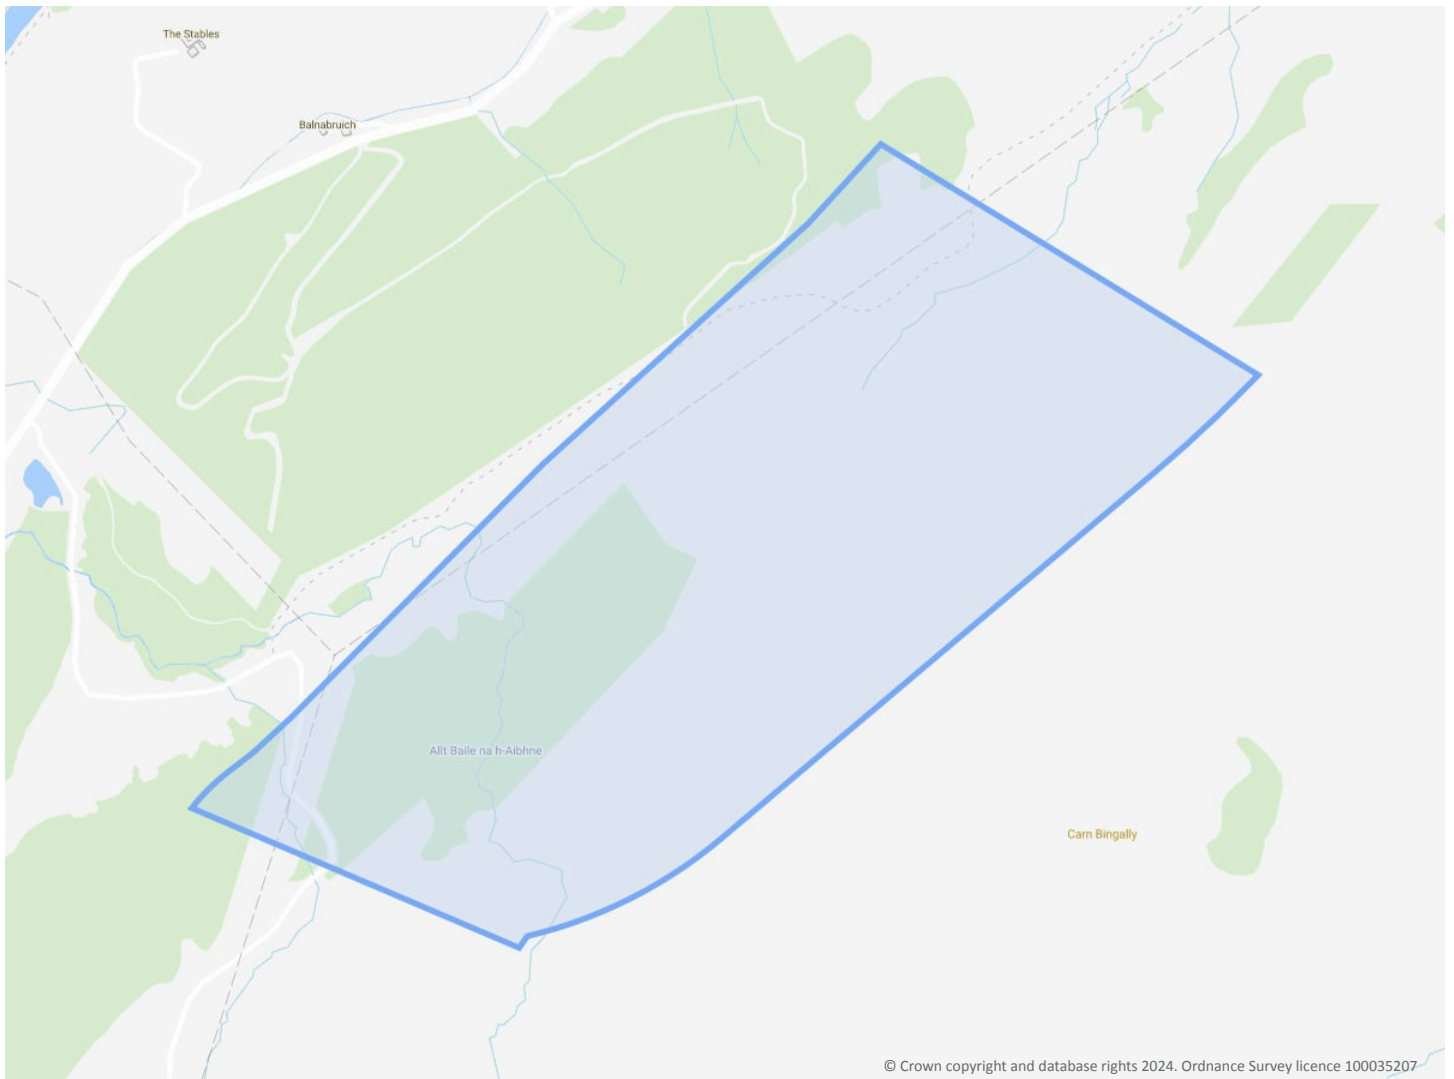 The Stables
Balnabruich
Allt Baile na h-Aibhne
Carn Bingally
© Crown copyright and database rights 2024. Ordnance Survey licence 100035207